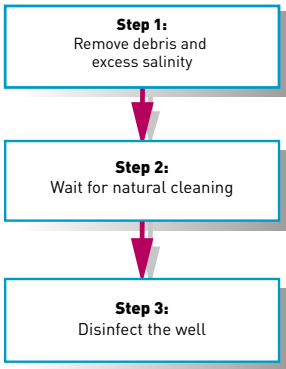 Step 1:
Remove debris and
excess salinity
Step 2:
Wait for natural cleaning
Step 3:
Disinfect the well